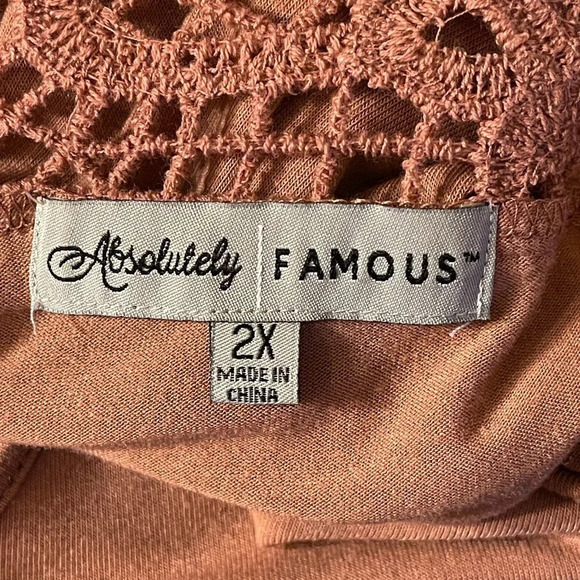 Absolutely FAMOUS™
2X
MADE IN
CHINA